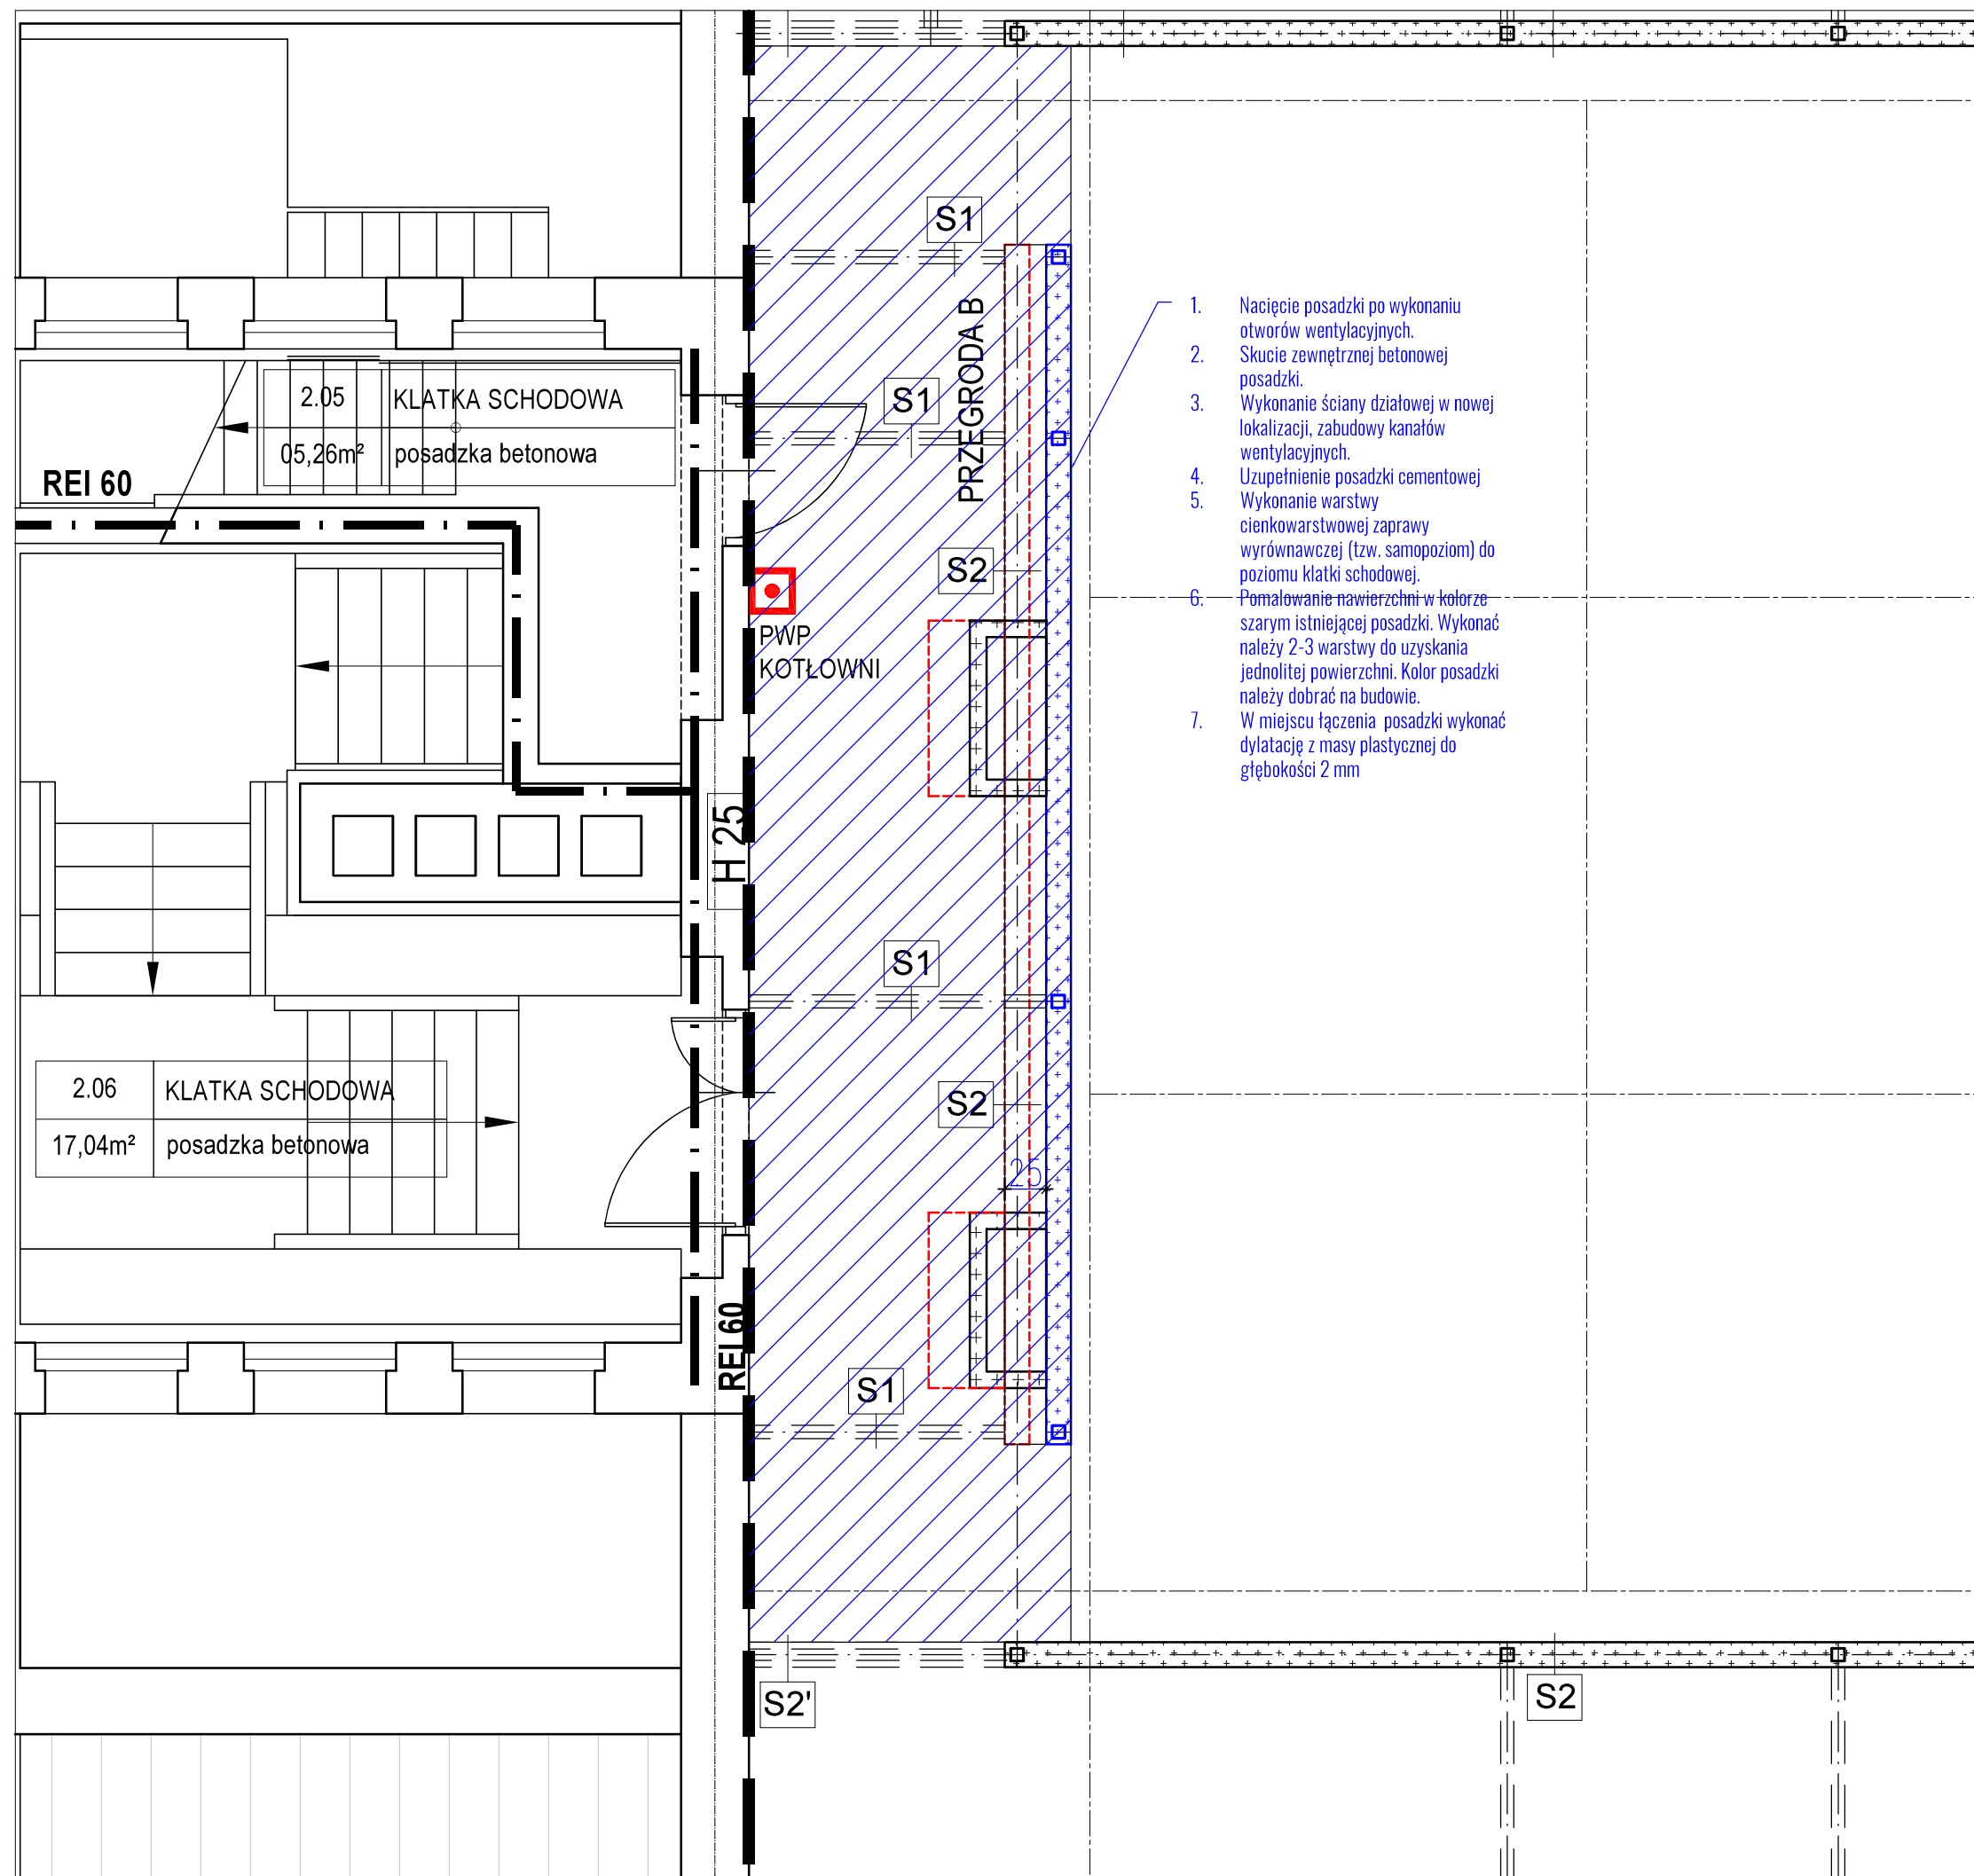 S1
PRZEGRODA B
S1
2.05 KLATKA SCHODOWA
05,26m² posadzka betonowa
REI 60
S2
PWP
KOTŁOWNI
H 25
S1
2.06 KLATKA SCHODOWA
17,04m² posadzka betonowa
S2
25
REI 60
S1
S2'
S2
1. Nacięcie posadzki po wykonaniu
otworów wentylacyjnych.
2. Skucie zewnętrznej betonowej
posadzki.
3. Wykonanie ściany działowej w nowej
lokalizacji, zabudowy kanałów
wentylacyjnych.
4. Uzupełnienie posadzki cementowej
5. Wykonanie warstwy
cienkowarstwowej zaprawy
wyrównawczej (tzw. samopoziom) do
poziomu klatki schodowej.
6. Pomalowanie nawierzchni w kolorze
szarym istniejącej posadzki. Wykonać
należy 2-3 warstwy do uzyskania
jednolitej powierzchni. Kolor posadzki
należy dobrać na budowie.
7. W miejscu łączenia posadzki wykonać
dylatację z masy plastycznej do
głębokości 2 mm